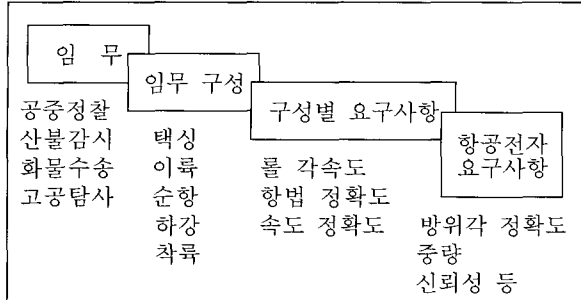 임 무
임무 구성
구성별 요구사항
항공전자
요구사항
공중정찰
산불감시
화물수송
고공탐사
택싱
이륙
순항
하강
착륙
롤 각속도
항법 정확도
속도 정확도
방위각 정확도
중량
신뢰성 등